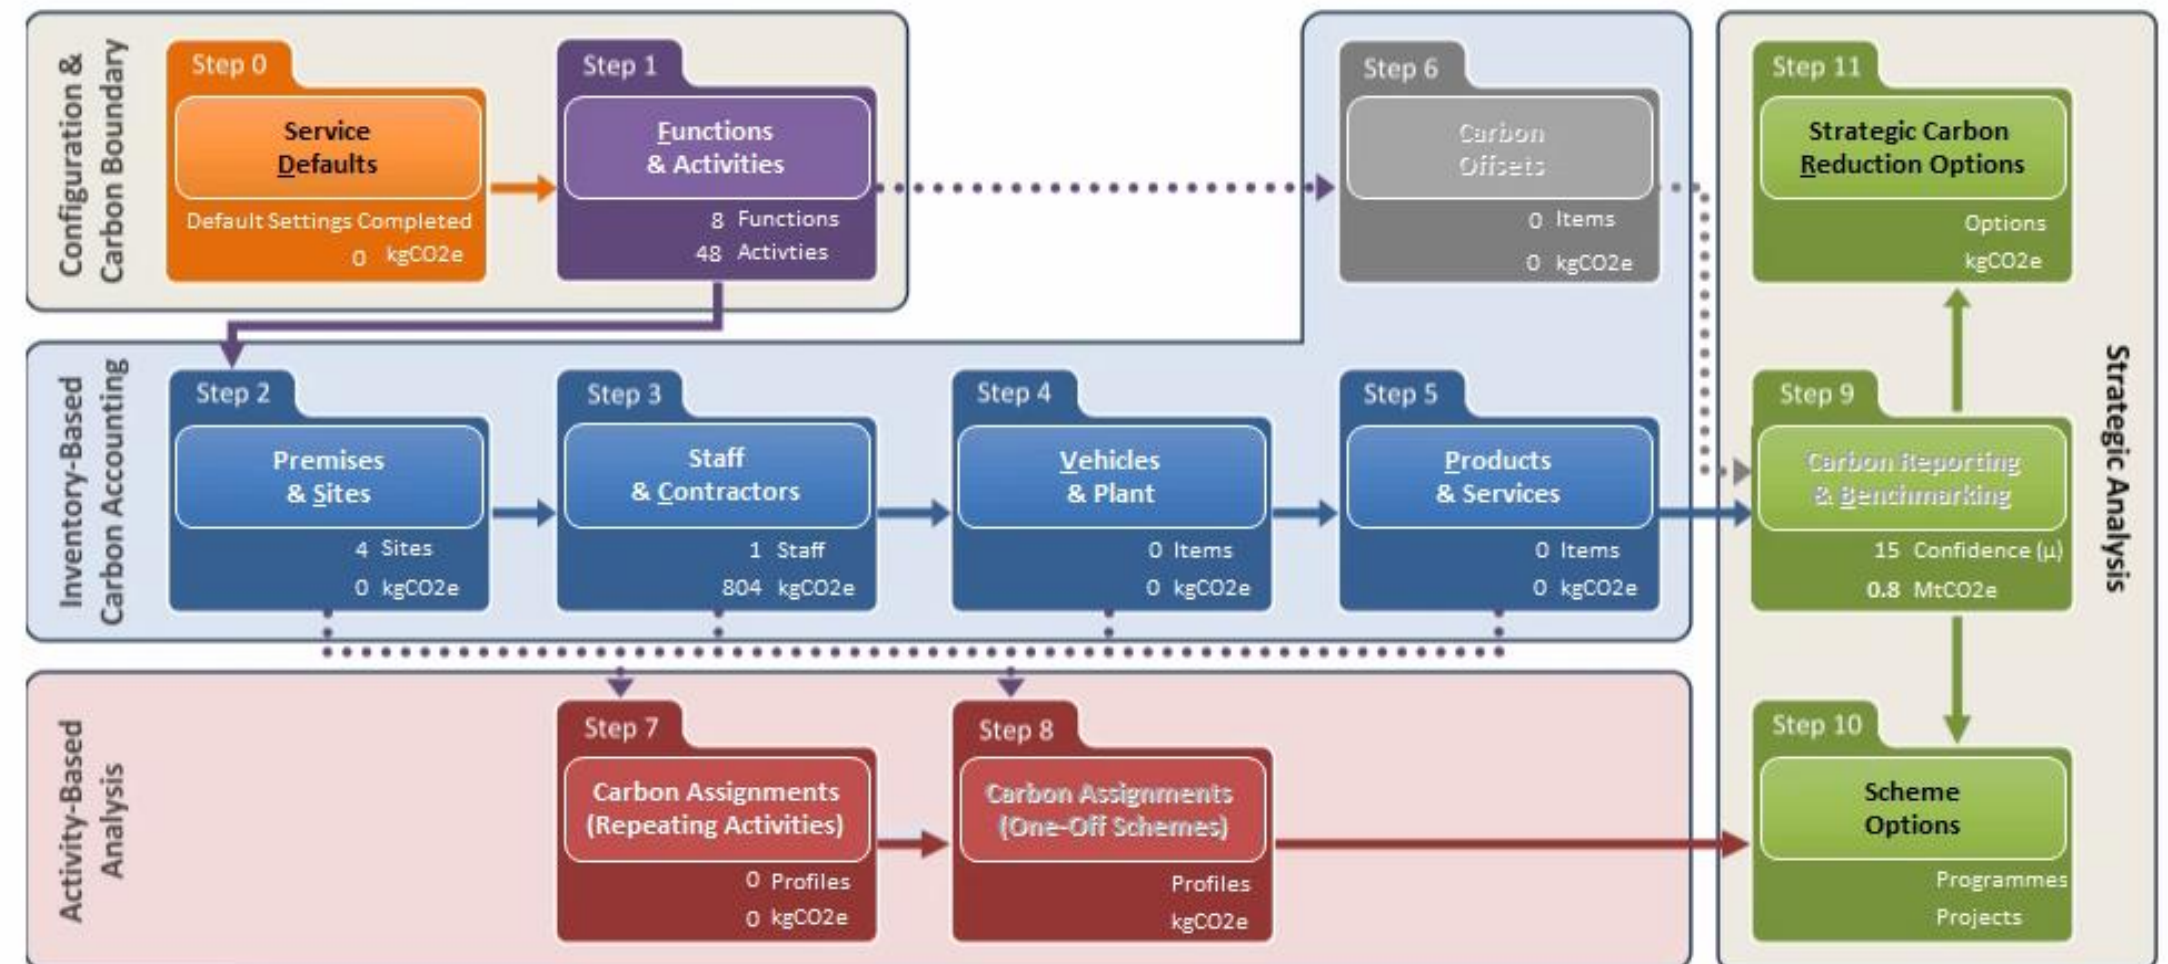 Configuration &
Carbon Boundary
Step 0
Service
Defaults
Default Settings Completed
0 kgCO2e
Step 1
Functions
& Activities
8 Functions
48 Activties
Step 6
Carbon
Offsets
0 Items
0 kgCO2e
Step 11
Strategic Carbon
Reduction Options
Options
kgCO2e
Inventory-Based
Carbon Accounting
Step 2
Premises
& Sites
4 Sites
0 kgCO2e
Step 3
Staff
& Contractors
1 Staff
804 kgCO2e
Step 4
Vehicles
& Plant
0 Items
0 kgCO2e
Step 5
Products
& Services
0 Items
0 kgCO2e
Step 9
Carbon Reporting
& Benchmarking
15 Confidence (μ)
0.8 MtCO2e
Strategic Analysis
Activity-Based
Analysis
Step 7
Carbon Assignments
(Repeating Activities)
0 Profiles
0 kgCO2e
Step 8
Carbon Assignments
(One-Off Schemes)
Profiles
kgCO2e
Step 10
Scheme
Options
Programmes
Projects